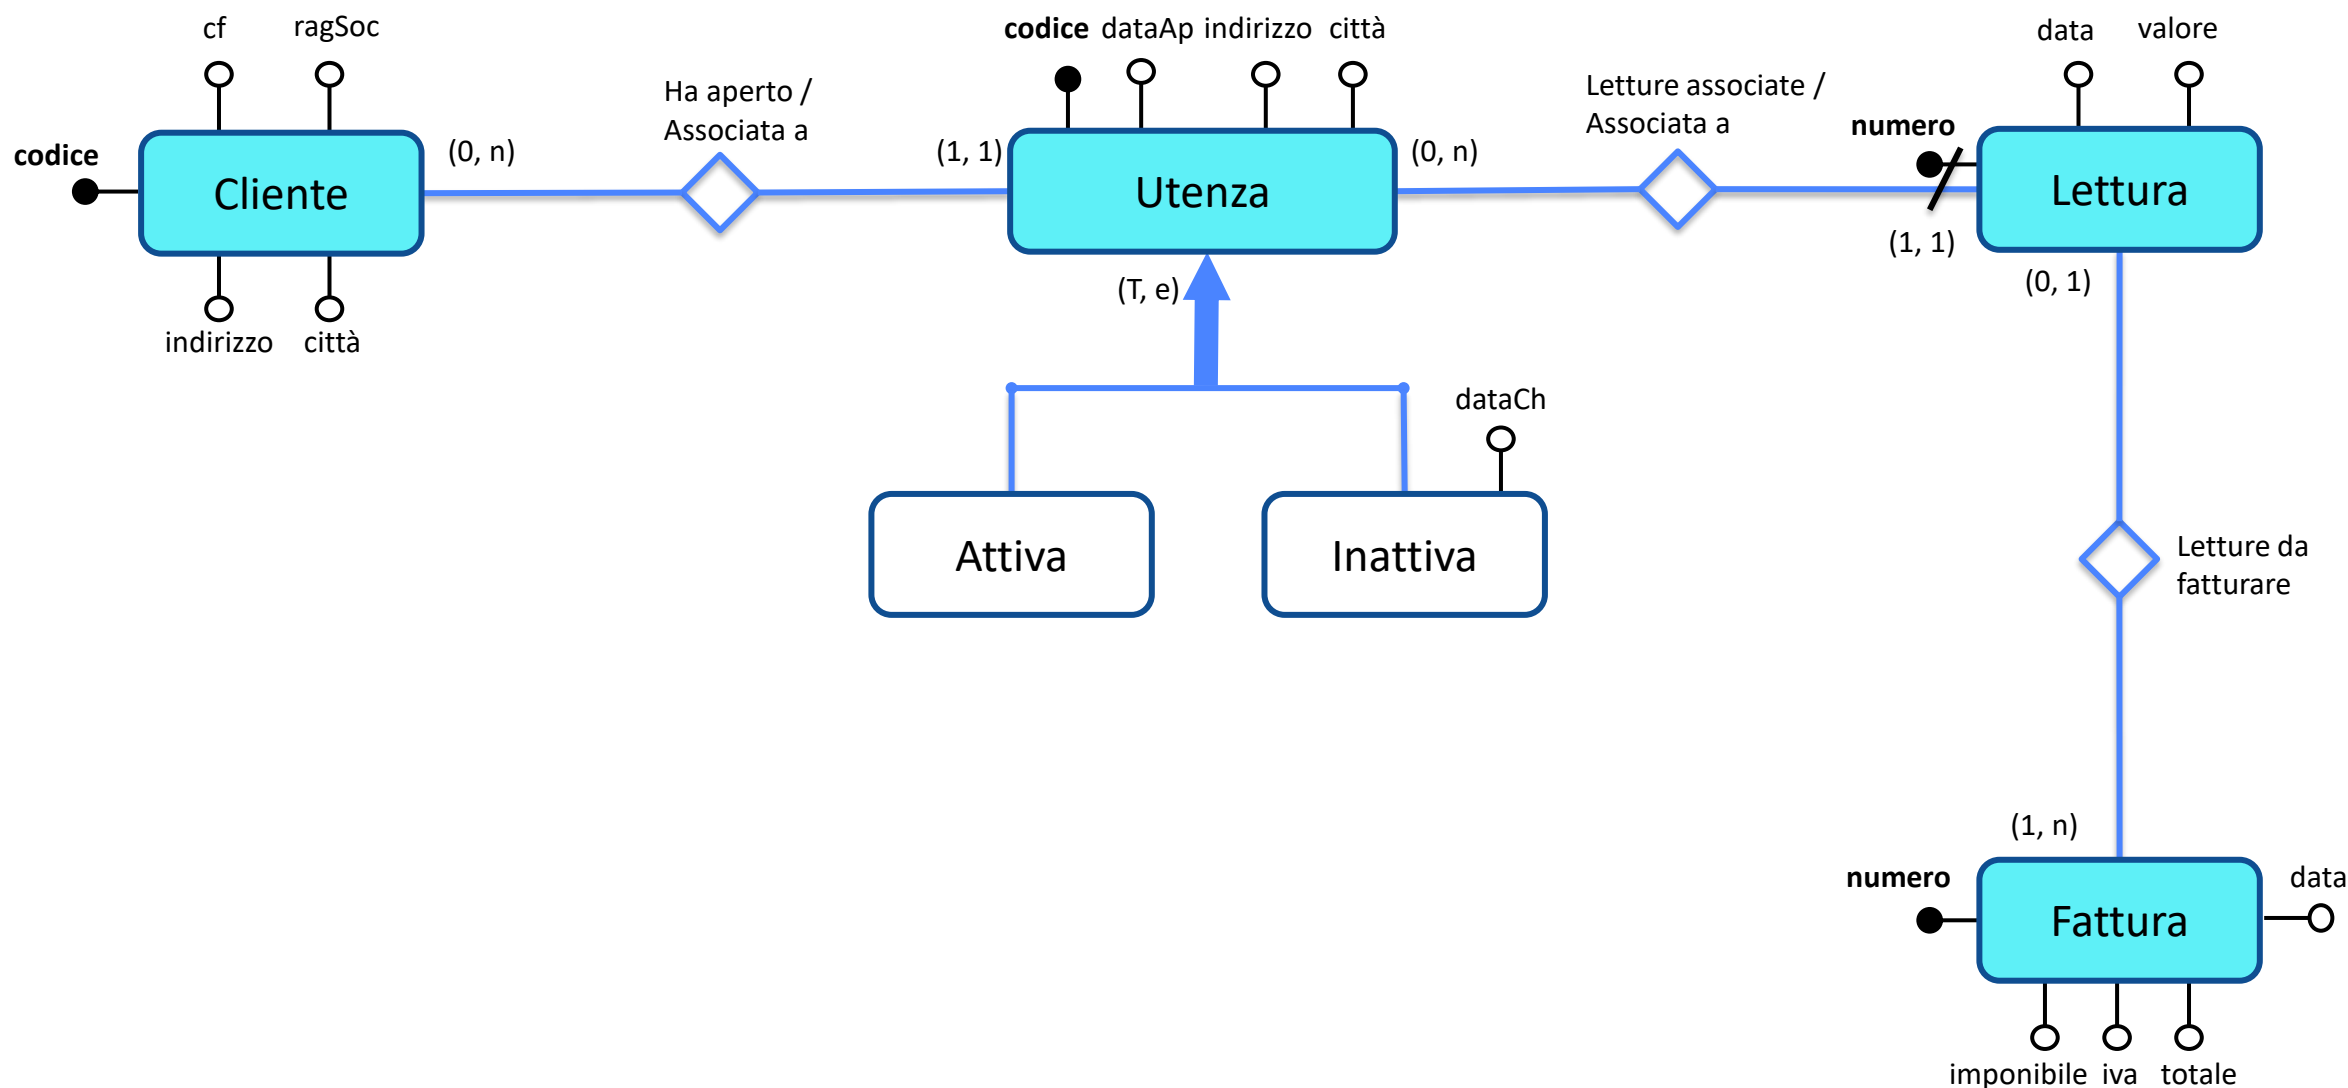 cf
ragSoc
codice
Cliente
indirizzo
città
(0, n)
Ha aperto /
Associata a
(1, 1)
codice
dataAp
indirizzo
città
Utenza
(0, n)
(T, e)
Attiva
dataCh
Inattiva
Letture associate /
Associata a
numero
(1, 1)
data
valore
Lettura
(0, 1)
Letture da
fatturare
(1, n)
numero
Fattura
data
imponibile
iva
totale